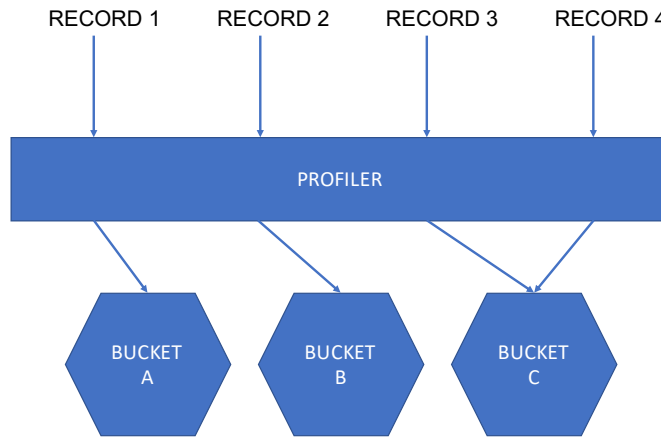 RECORD 1 RECORD 2 RECORD 3 RECORD 4
PROFILER
BUCKET A
BUCKET B
BUCKET C